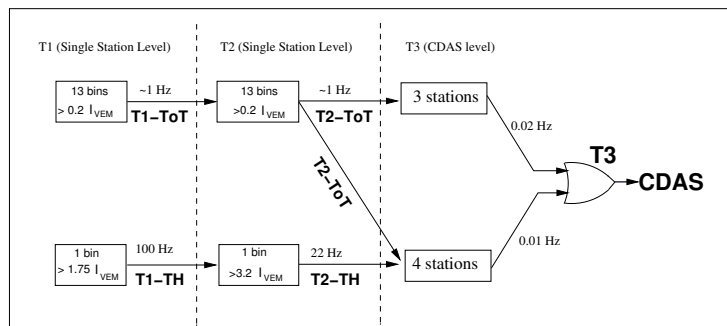 T1 (Single Station Level)
T2 (Single Station Level)
T3 (CDAS level)
13 bins
> 0.2 I_VEM
~1 Hz
T1-ToT
13 bins
>0.2 I_VEM
~1 Hz
T2-ToT
3 stations
0.02 Hz
T3
CDAS
T2-ToT
0.01 Hz
1 bin
> 1.75 I_VEM
100 Hz
T1-TH
1 bin
>3.2 I_VEM
22 Hz
T2-TH
4 stations